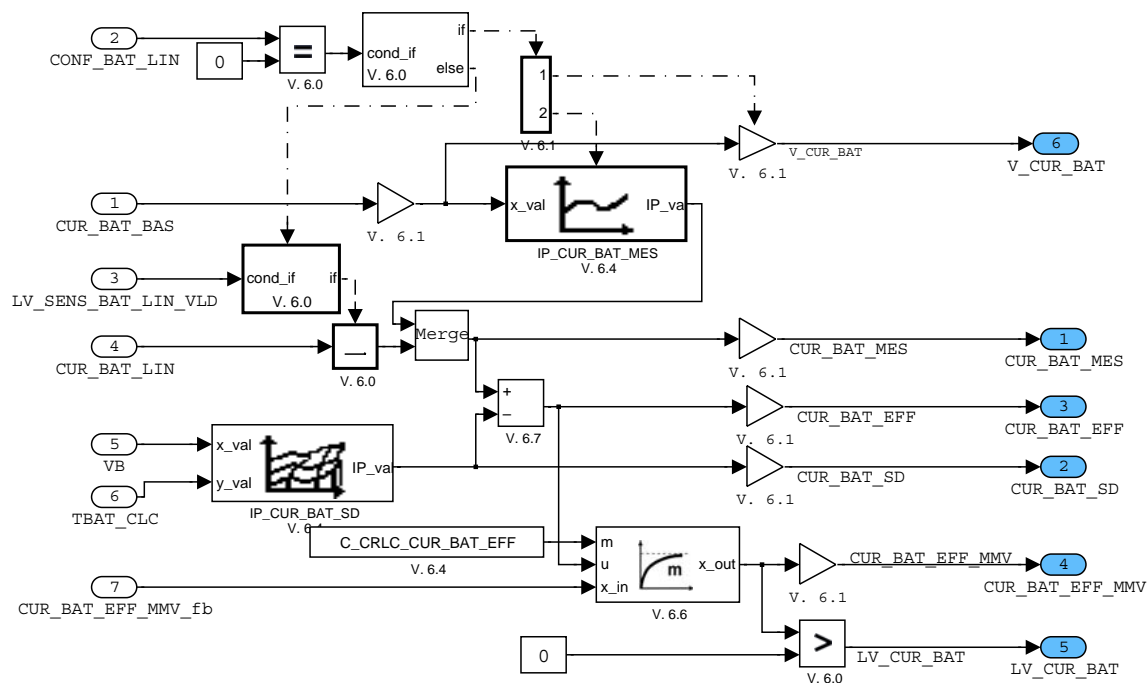 2
CONF_BAT_LIN
0
=
V. 6.0
cond_if
V. 6.0
if
else
1
2
V. 6.1
V. 6.1
V_CUR_BAT
6
V_CUR_BAT
1
CUR_BAT_BAS
V. 6.1
x_val
IP_va
IP_CUR_BAT_MES
V. 6.4
3
LV_SENS_BAT_LIN_VLD
cond_if
if
V. 6.0
4
CUR_BAT_LIN
V. 6.0
Merge
V. 6.1
CUR_BAT_MES
1
CUR_BAT_MES
+
−
V. 6.7
V. 6.1
CUR_BAT_EFF
3
CUR_BAT_EFF
5
VB
6
TBAT_CLC
x_val
y_val
IP_va
IP_CUR_BAT_SD
V. 6.1
CUR_BAT_SD
2
CUR_BAT_SD
C_CRLC_CUR_BAT_EFF
V. 6.4
7
CUR_BAT_EFF_MMV_fb
m
u
x_in
m
x_out
V. 6.6
V. 6.1
CUR_BAT_EFF_MMV
4
CUR_BAT_EFF_MMV
0
>
V. 6.0
LV_CUR_BAT
5
LV_CUR_BAT